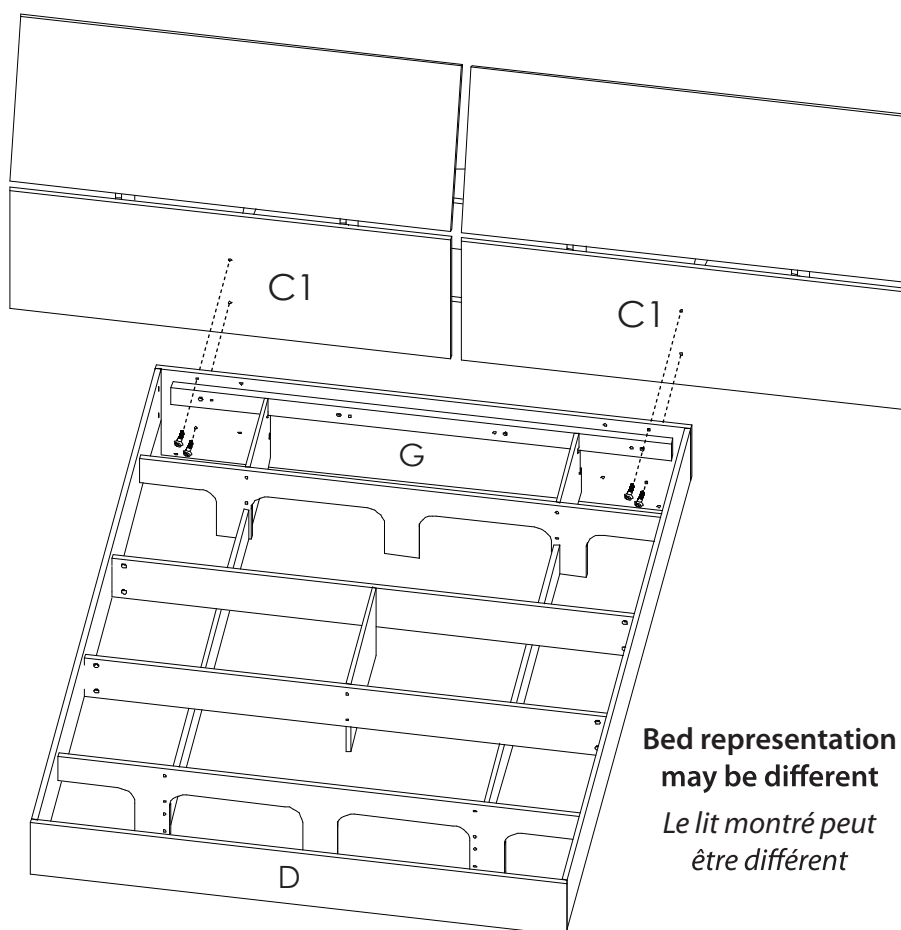 C1
C1
G
Bed representation
may be different
Le lit montré peut
être différent
D